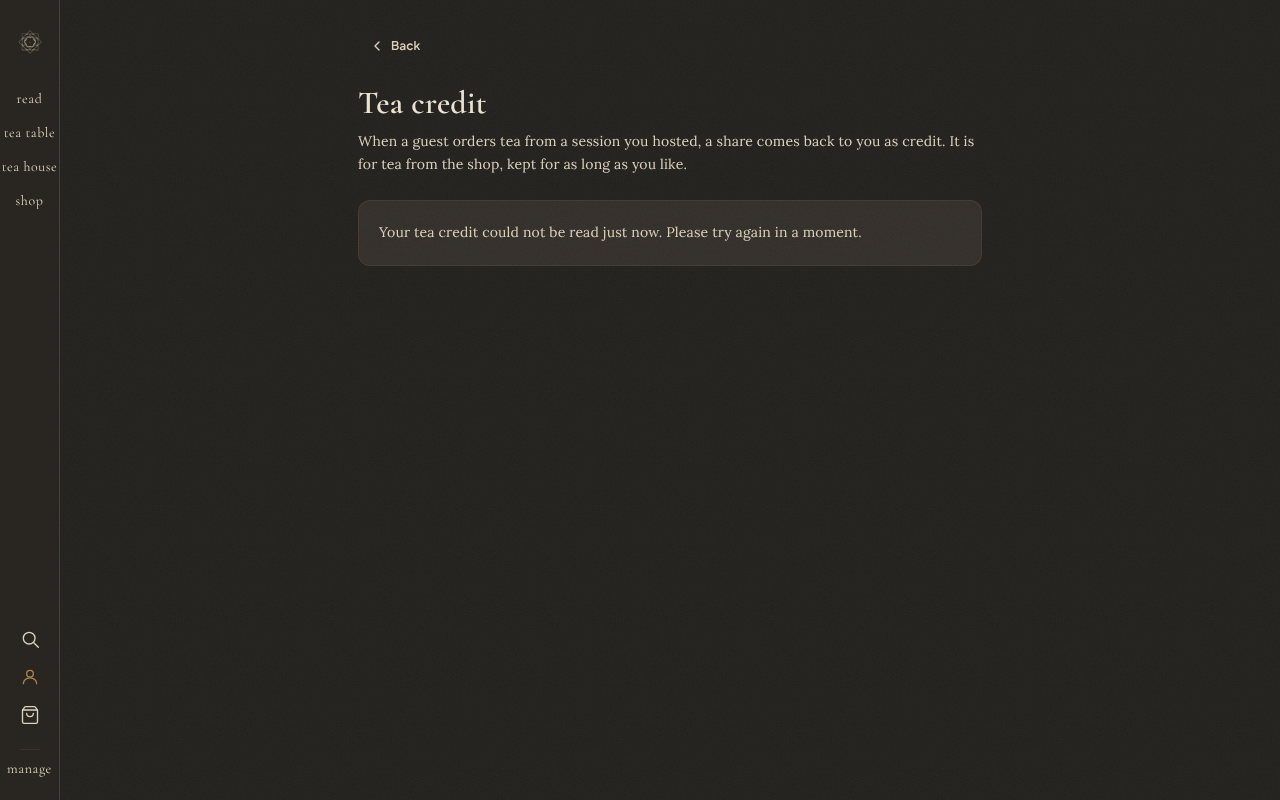 Back
read
tea table
tea house
shop
Tea credit
When a guest orders tea from a session you hosted, a share comes back to you as credit. It is
for tea from the shop, kept for as long as you like.
Your tea credit could not be read just now. Please try again in a moment.
manage